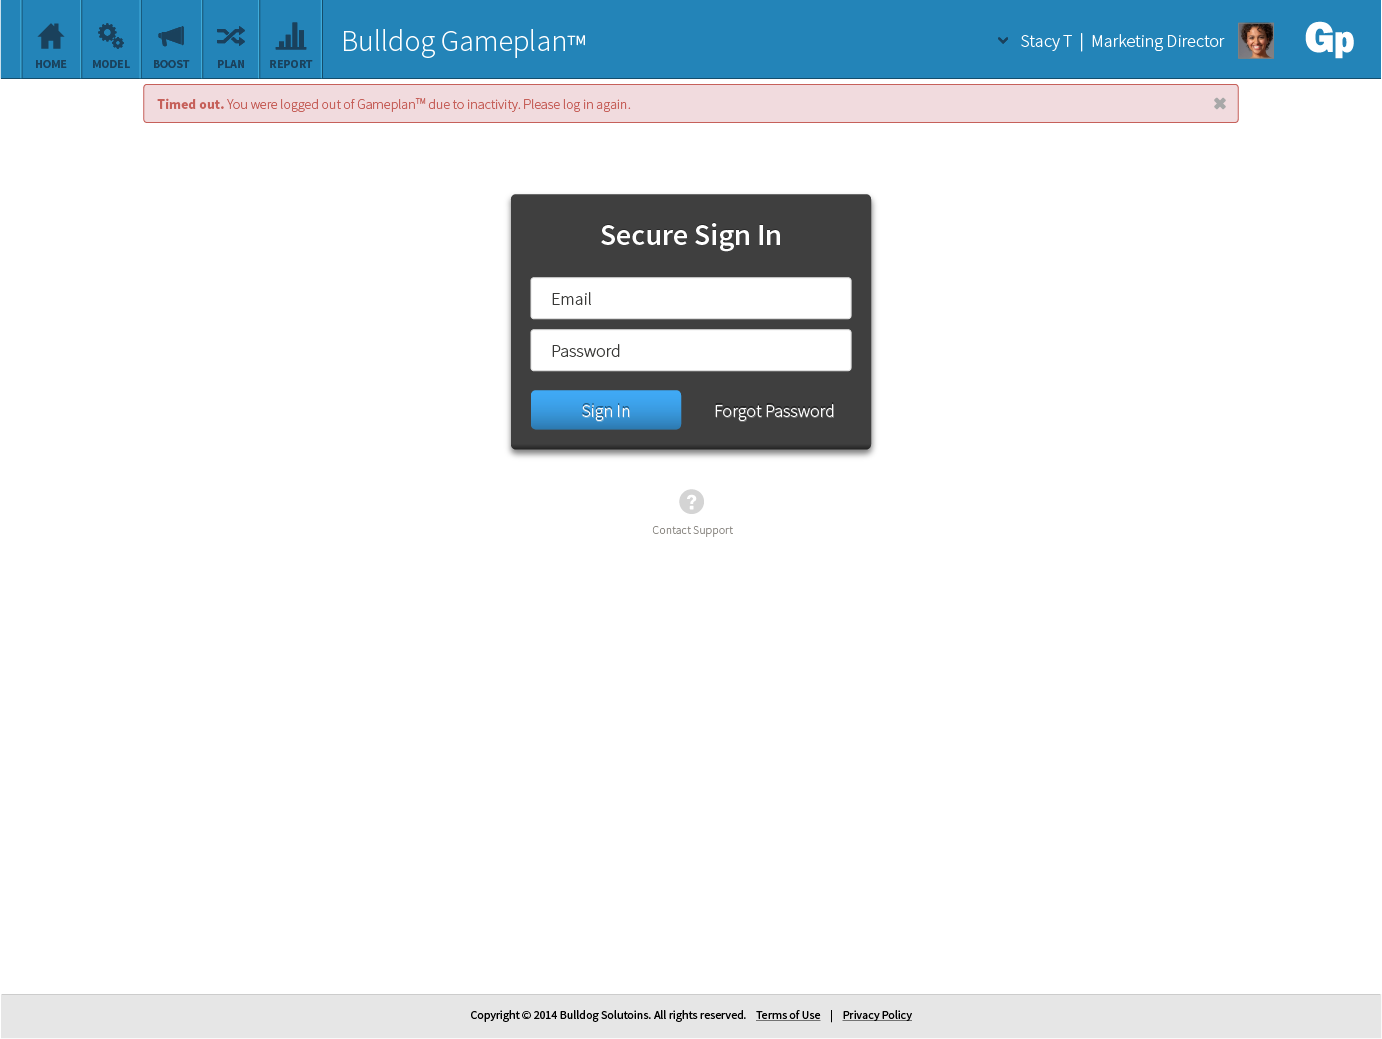 HOME MODEL BOOST PLAN REPORT Bulldog Gameplan™ Stacy T | Marketing Director Gp
Timed out. You were logged out of Gameplan™ due to inactivity. Please log in again.
Secure Sign In
Email
Password
Sign In Forgot Password
?
Contact Support
Copyright © 2014 Bulldog Solutoins. All rights reserved. Terms of Use | Privacy Policy